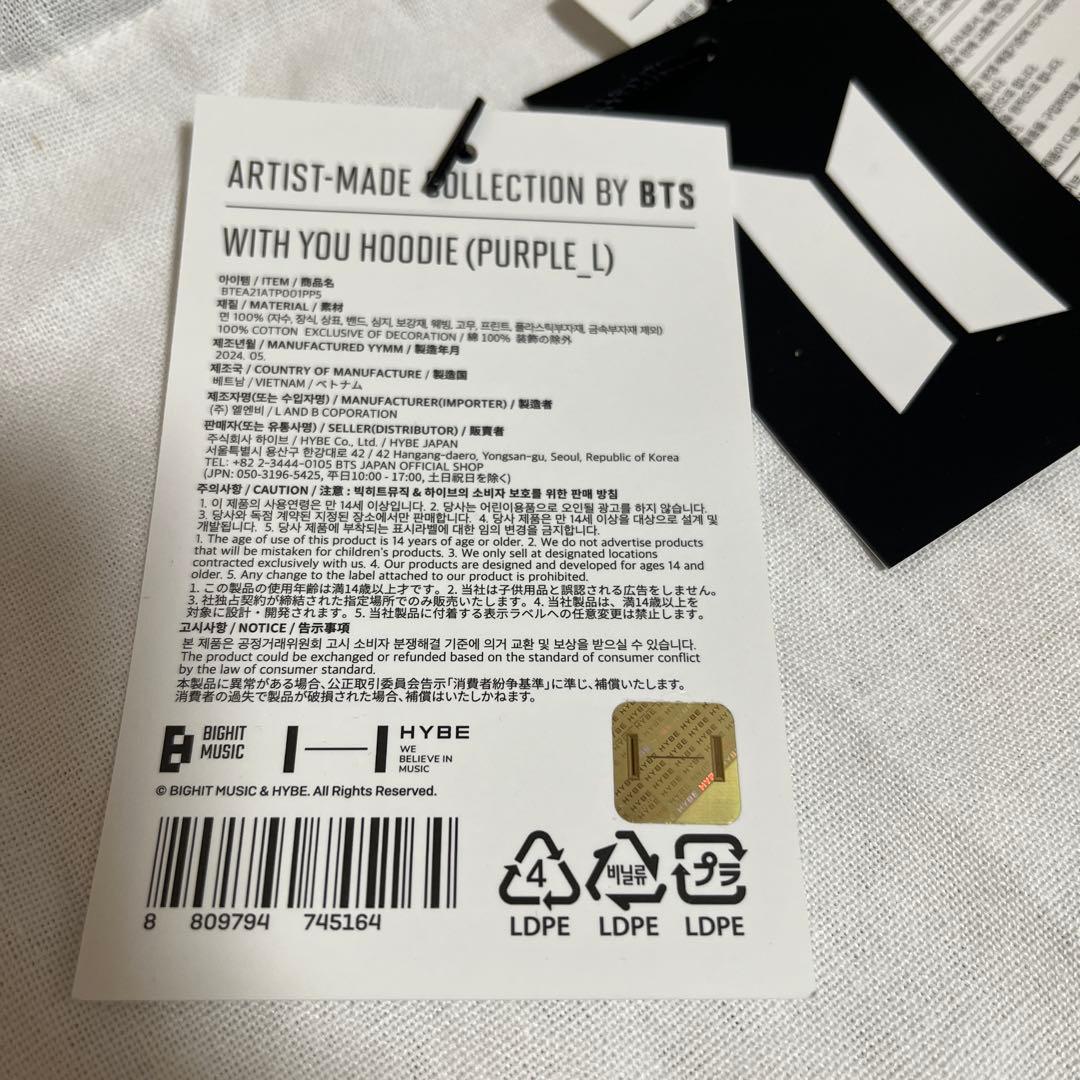 ARTIST-MADE COLLECTION BY BTS
WITH YOU HOODIE (PURPLE_L)
아이템 / ITEM / 商品名
BTEA21ATP001PP5
재질 / MATERIAL / 素材
면 100% (자수, 장식, 상표, 밴드, 심지, 보강재, 웨빙, 고무, 프린트, 플라스틱부자재, 금속부자재 제외)
100% COTTON EXCLUSIVE OF DECORATION / 綿 100% 装飾の除外
제조년월 / MANUFACTURED YYMM / 製造年月
2024. 05.
제조국 / COUNTRY OF MANUFACTURE / 製造国
베트남 / VIETNAM / ベトナム
제조자명(또는 수입자명) / MANUFACTURER(IMPORTER) / 製造者
(주) 엘엔비 / L AND B COPORATION
판매자(또는 유통사명) / SELLER(DISTRIBUTOR) / 販賣者
주식회사 하이브 / HYBE Co., Ltd. / HYBE JAPAN
서울특별시 용산구 한강대로 42 / 42 Hangang-daero, Yongsan-gu, Seoul, Republic of Korea
TEL: +82 2-3444-0105 BTS JAPAN OFFICIAL SHOP
(JPN: 050-3196-5425, 平日10:00 - 17:00, 土日祝日を除く)
주의사항 / CAUTION / 注意 : 빅히트뮤직 & 하이브의 소비자 보호를 위한 판매 방침
1. 이 제품의 사용연령은 만 14세 이상입니다. 2. 당사는 어린이용품으로 오인될 광고를 하지 않습니다.
3. 당사와 독점 계약된 지정된 장소에서만 판매합니다. 4. 당사 제품은 만 14세 이상을 대상으로 설계 및
개발됩니다. 5. 당사 제품에 부착되는 표시라벨에 대한 임의 변경을 금지합니다.
1. The age of use of this product is 14 years of age or older. 2. We do not advertise products
that will be mistaken for children's products. 3. We only sell at designated locations
contracted exclusively with us. 4. Our products are designed and developed for ages 14 and
older. 5. Any change to the label attached to our product is prohibited.
1. この製品の使用年齢は満14歳以上才です。2. 当社は子供用品と誤認される広告をしません。
3. 社独占契約が締結された指定場所でのみ販売いたします。4. 当社製品は、満14歳以上を
対象に設計・開発されます。5. 当社製品に付着する表示ラベルへの任意変更は禁止します。
고시사항 / NOTICE / 告示事項
본 제품은 공정거래위원회 고시 소비자 분쟁해결 기준에 의거 교환 및 보상을 받으실 수 있습니다.
The product could be exchanged or refunded based on the standard of consumer conflict
by the law of consumer standard.
本製品に異常がある場合、公正取引委員会告示「消費者紛争基準」に準じ、補償いたします。
消費者の過失で製品が破損された場合、補償はいたしかねます。
BIGHIT
MUSIC
HYBE
WE
BELIEVE IN
MUSIC
© BIGHIT MUSIC & HYBE. All Rights Reserved.
HYBE HYBE HYBE
8 809794 745164
4
LDPE
비닐류
LDPE
プラ
LDPE